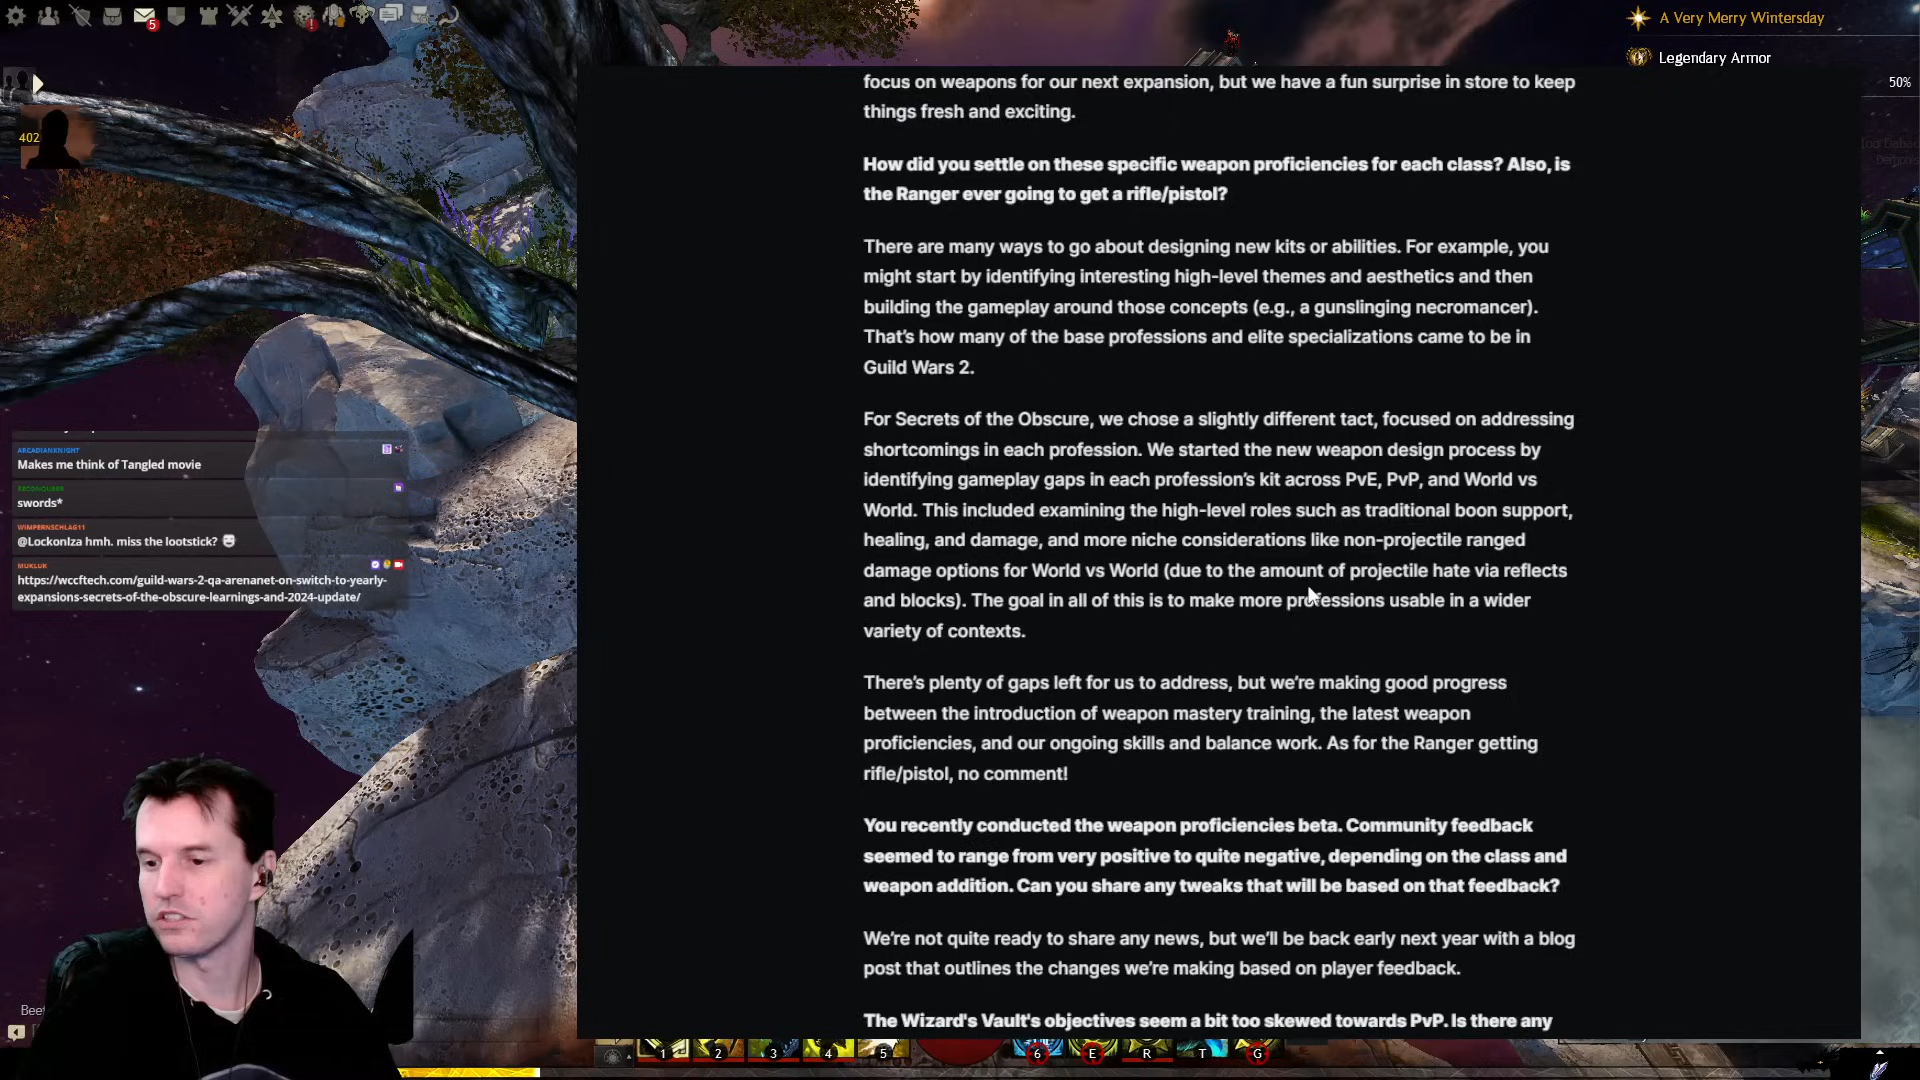 5
A Very Merry Wintersday
Legendary Armor
50%
402
focus on weapons for our next expansion, but we have a fun surprise in store to keep
things fresh and exciting.
How did you settle on these specific weapon proficiencies for each class? Also, is
the Ranger ever going to get a rifle/pistol?
There are many ways to go about designing new kits or abilities. For example, you
might start by identifying interesting high-level themes and aesthetics and then
building the gameplay around those concepts (e.g., a gunslinging necromancer).
That's how many of the base professions and elite specializations came to be in
Guild Wars 2.
For Secrets of the Obscure, we chose a slightly different tact, focused on addressing
shortcomings in each profession. We started the new weapon design process by
identifying gameplay gaps in each profession's kit across PvE, PvP, and World vs
World. This included examining the high-level roles such as traditional boon support,
healing, and damage, and more niche considerations like non-projectile ranged
damage options for World vs World (due to the amount of projectile hate via reflects
and blocks). The goal in all of this is to make more professions usable in a wider
variety of contexts.
There's plenty of gaps left for us to address, but we're making good progress
between the introduction of weapon mastery training, the latest weapon
proficiencies, and our ongoing skills and balance work. As for the Ranger getting
rifle/pistol, no comment!
You recently conducted the weapon proficiencies beta. Community feedback
seemed to range from very positive to quite negative, depending on the class and
weapon addition. Can you share any tweaks that will be based on that feedback?
We're not quite ready to share any news, but we'll be back early next year with a blog
post that outlines the changes we're making based on player feedback.
The Wizard's Vault's objectives seem a bit too skewed towards PvP. Is there any
ARCADIANKNIGHT
Makes me think of Tangled movie
swords*
WIMPERNSCHLAG11
@LockonIza hmh. miss the lootstick?
MUKLUK
https://wccftech.com/guild-wars-2-qa-arenanet-on-switch-to-yearly-
expansions-secrets-of-the-obscure-learnings-and-2024-update/
1 2 3 4 5 6 E R T G